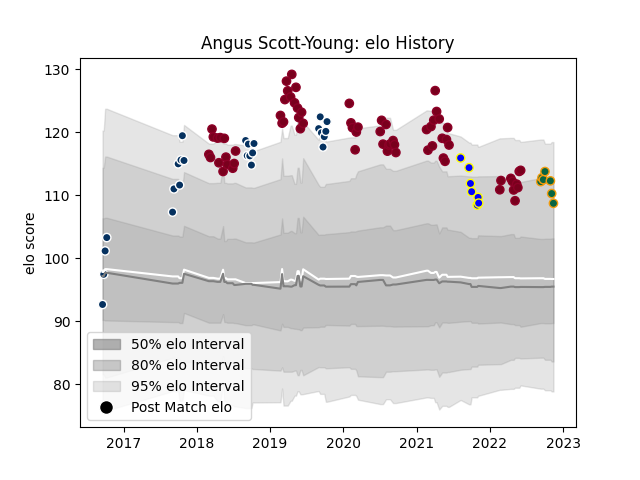 Angus Scott-Young: elo History
elo score
130
120
110
100
90
80
50% elo Interval
80% elo Interval
95% elo Interval
Post Match elo
2017 2018 2019 2020 2021 2022 2023